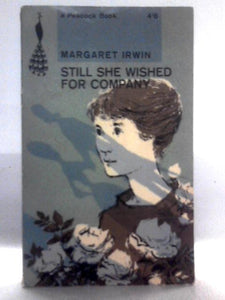 A Peacock Book 4'6
MARGARET IRWIN
STILL SHE WISHED
FOR COMPANY